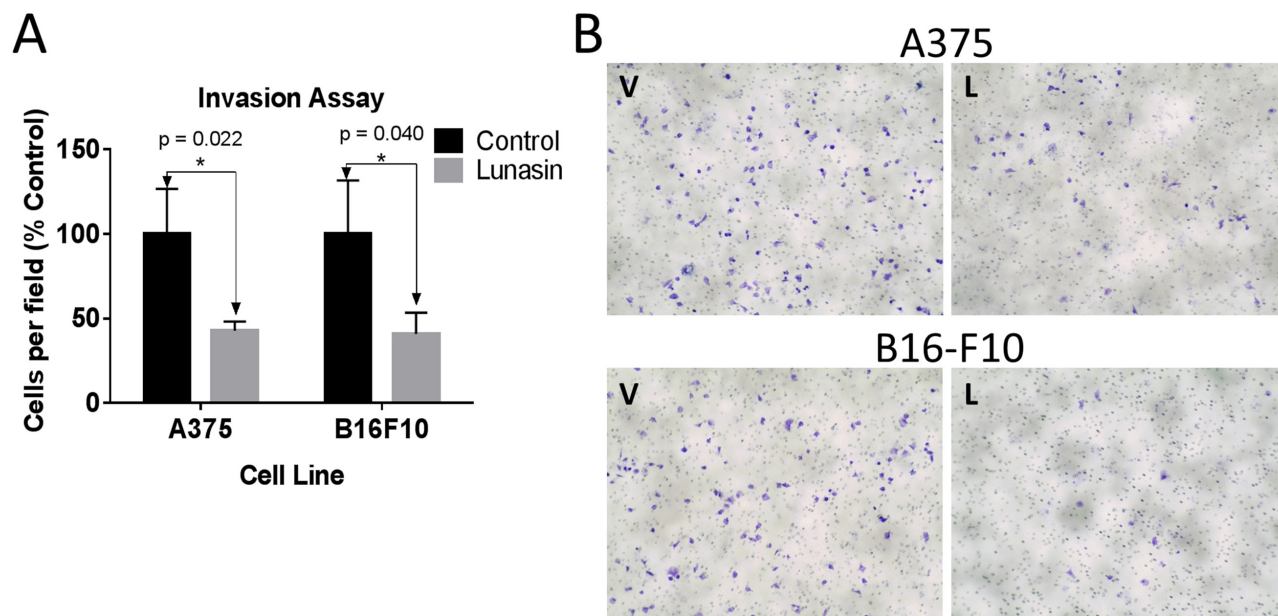 A
Invasion Assay
p = 0.022
*
p = 0.040
*
Control
Lunasin
Cells per field (% Control)
150
100
50
0
A375
B16F10
Cell Line
B
A375
V
L
B16-F10
V
L